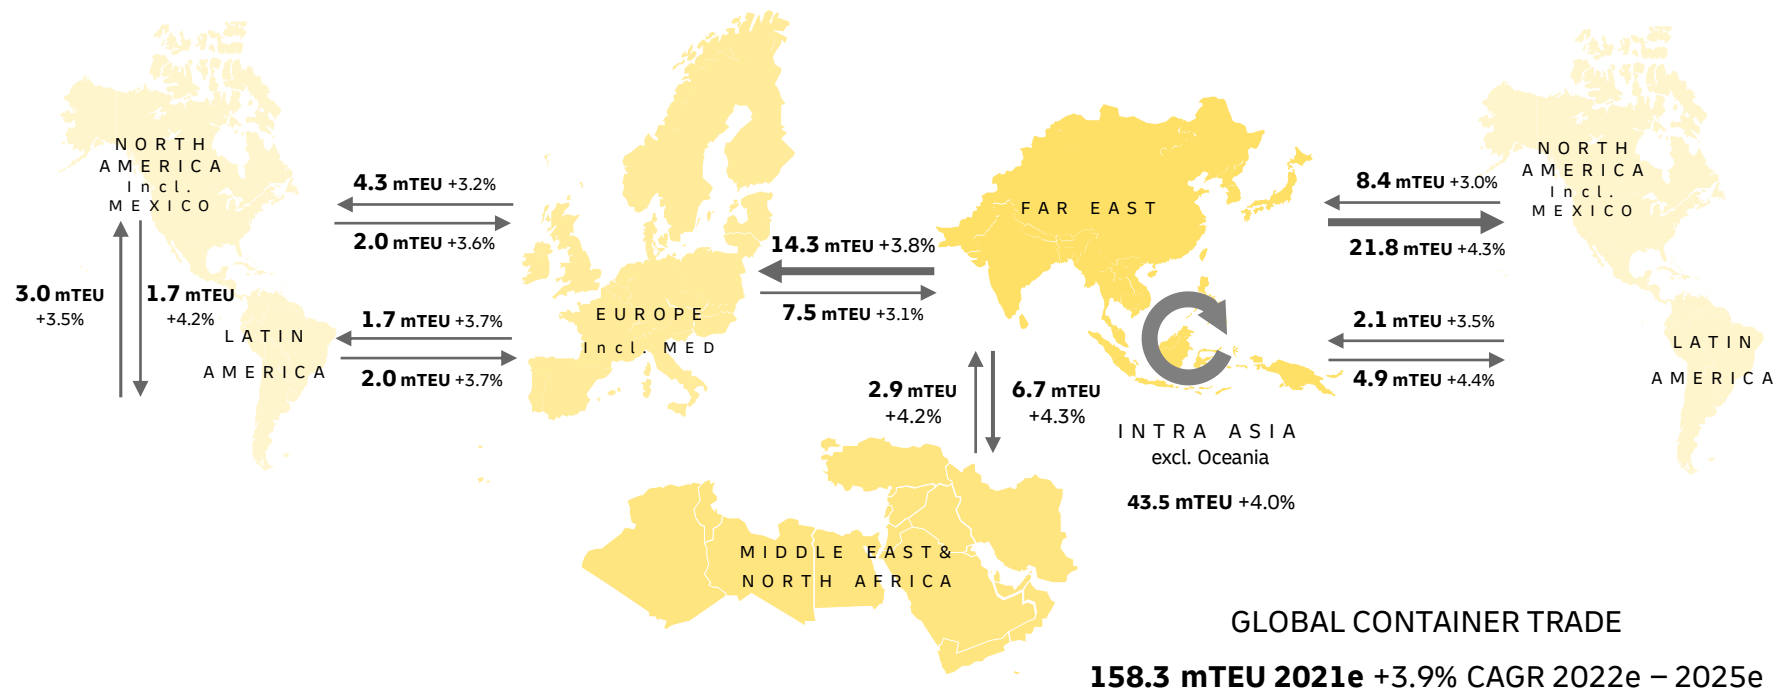 NORTH
AMERICA
Incl.
MEXICO
4.3 mTEU +3.2%
2.0 mTEU +3.6%
3.0 mTEU
+3.5%
1.7 mTEU
+4.2%
LATIN
AMERICA
1.7 mTEU +3.7%
2.0 mTEU +3.7%
EUROPE
Incl. MED
14.3 mTEU +3.8%
7.5 mTEU +3.1%
FAR EAST
2.9 mTEU
+4.2%
6.7 mTEU
+4.3%
INTRA ASIA
excl. Oceania
43.5 mTEU +4.0%
MIDDLE EAST&
NORTH AFRICA
8.4 mTEU +3.0%
21.8 mTEU +4.3%
2.1 mTEU +3.5%
4.9 mTEU +4.4%
NORTH
AMERICA
Incl.
MEXICO
LATIN
AMERICA
GLOBAL CONTAINER TRADE
158.3 mTEU 2021e +3.9% CAGR 2022e – 2025e